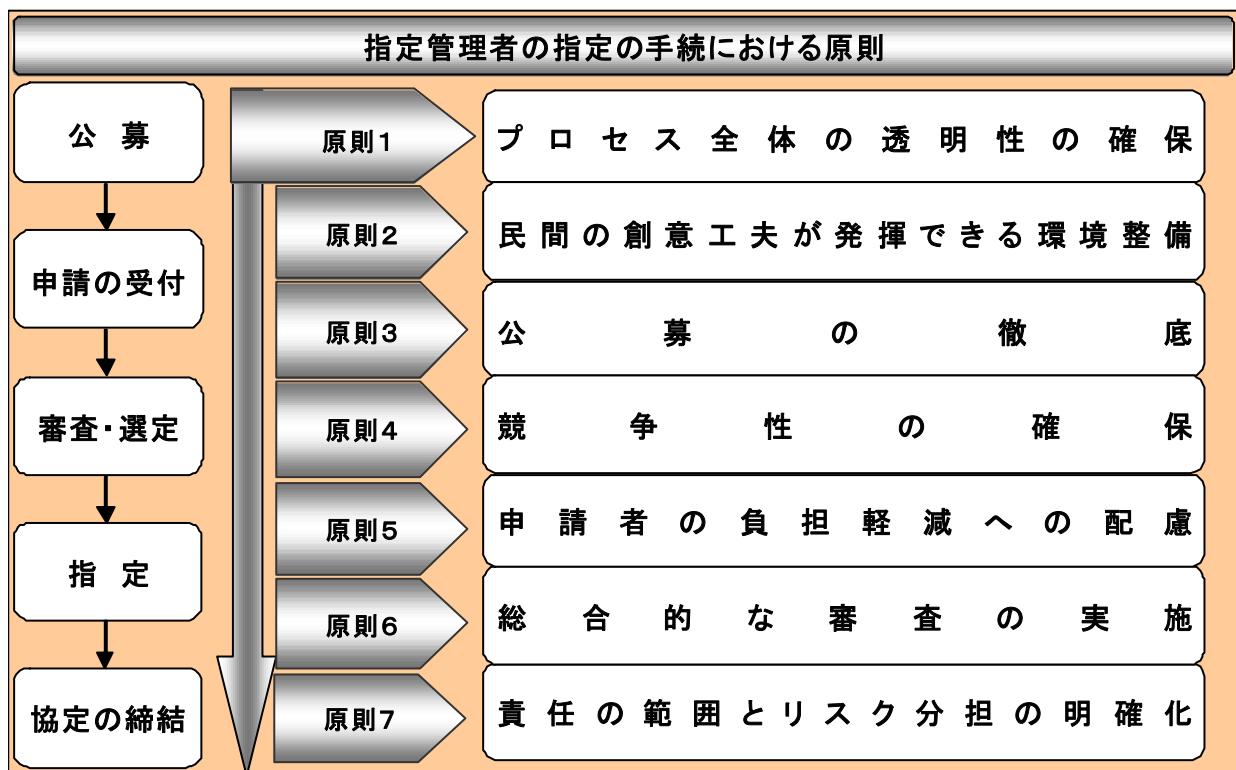 指定管理者の指定の手続における原則
公募
申請の受付
審査・選定
指定
協定の締結
原則1
プロセス全体の透明性の確保
原則2
民間の創意工夫が発揮できる環境整備
原則3
公募の徹底
原則4
競争性の確保
原則5
申請者の負担軽減への配慮
原則6
総合的な審査の実施
原則7
責任の範囲とリスク分担の明確化